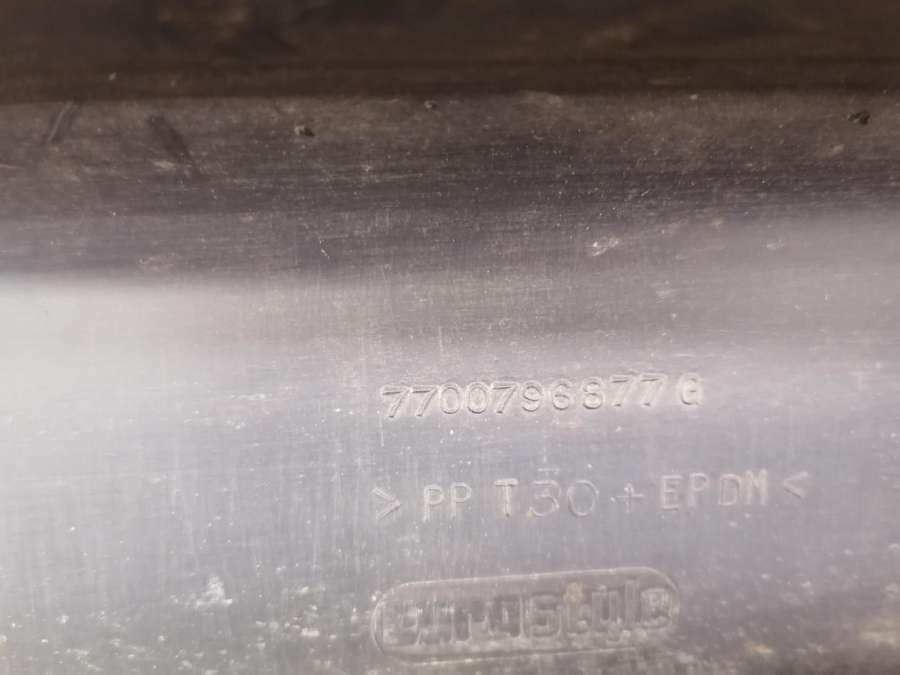 7700796877 G
> PP T30 + EPDM <
eurostyle